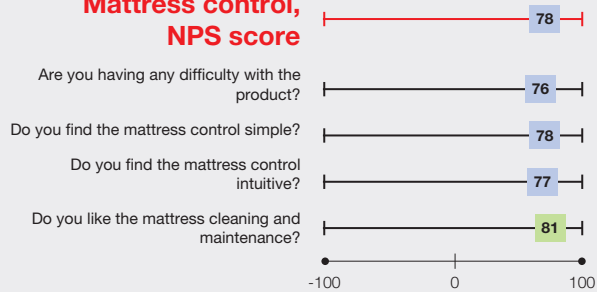 Mattress control,
NPS score
78
Are you having any difficulty with the
product?
76
Do you find the mattress control simple?
78
Do you find the mattress control
intuitive?
77
Do you like the mattress cleaning and
maintenance?
81
-100 0 100